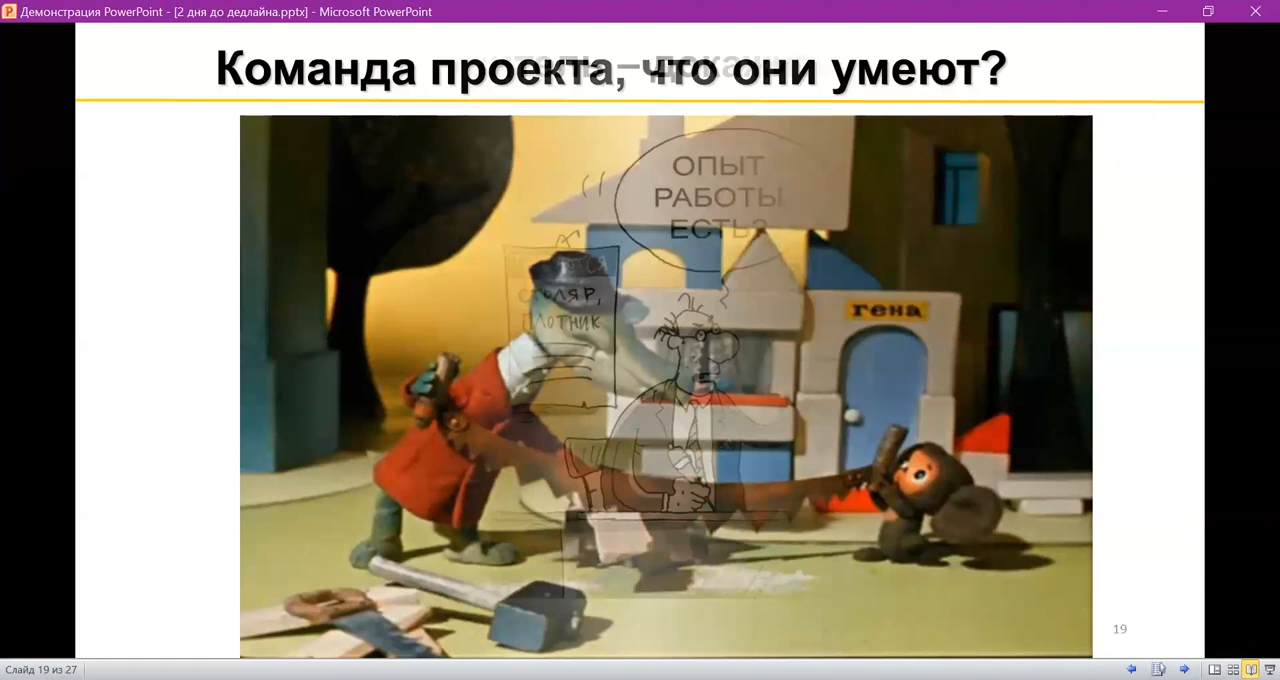 Демонстрация PowerPoint - [2 дня до дедлайна.pptx] - Microsoft PowerPoint
Команда проекта, что они умеют?
ОПЫТ
РАБОТЫ
ЕСТЬ?
СТОЛЯР,
ПЛОТНИК
гена
19
Слайд 19 из 27